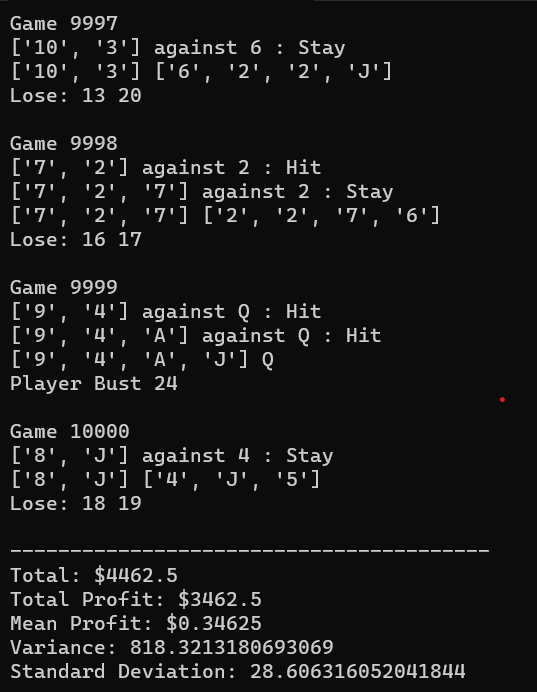 Game 9997
['10', '3'] against 6 : Stay
['10', '3'] ['6', '2', '2', 'J']
Lose: 13 20
Game 9998
['7', '2'] against 2 : Hit
['7', '2', '7'] against 2 : Stay
['7', '2', '7'] ['2', '2', '7', '6']
Lose: 16 17
Game 9999
['9', '4'] against Q : Hit
['9', '4', 'A'] against Q : Hit
['9', '4', 'A', 'J'] Q
Player Bust 24
Game 10000
['8', 'J'] against 4 : Stay
['8', 'J'] ['4', 'J', '5']
Lose: 18 19
----------------------------------------
Total: $4462.5
Total Profit: $3462.5
Mean Profit: $0.34625
Variance: 818.3213180693069
Standard Deviation: 28.606316052041844